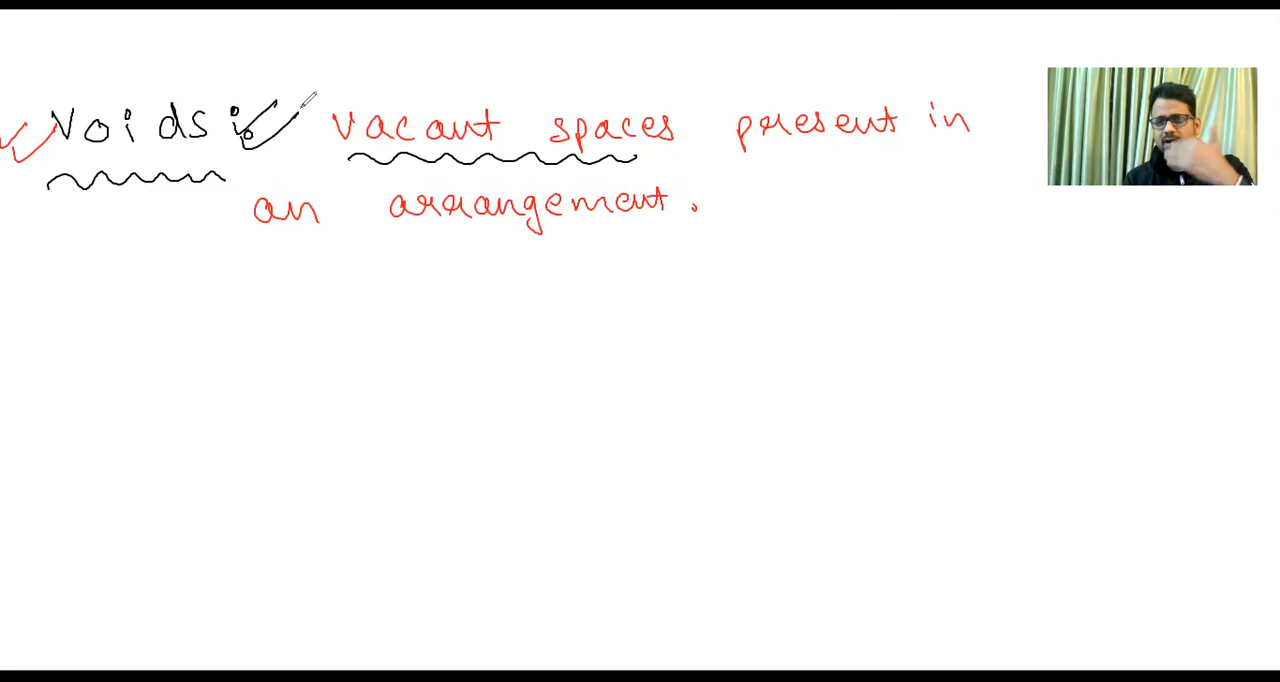 Voids : vacant spaces present in
an arrangement.